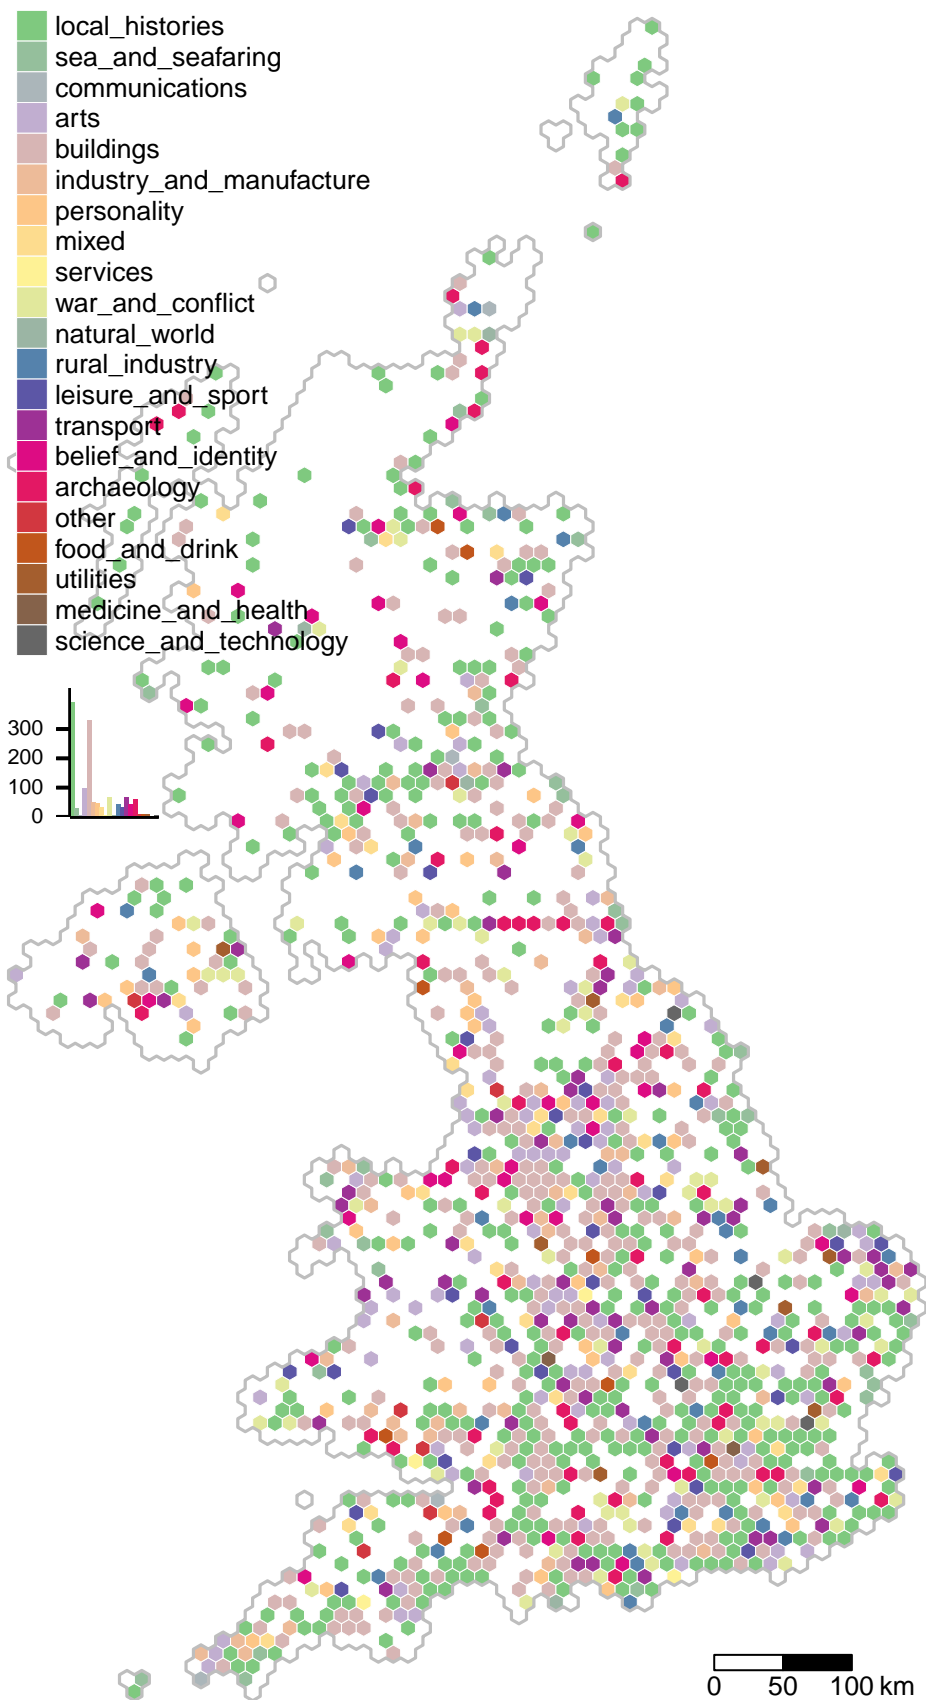 local_histories
sea_and_seafaring
communications
arts
buildings
industry_and_manufacture
personality
mixed
services
war_and_conflict
natural_world
rural_industry
leisure_and_sport
transport
belief_and_identity
archaeology
other
food_and_drink
utilities
medicine_and_health
science_and_technology
300
200
100
0
0 50 100 km